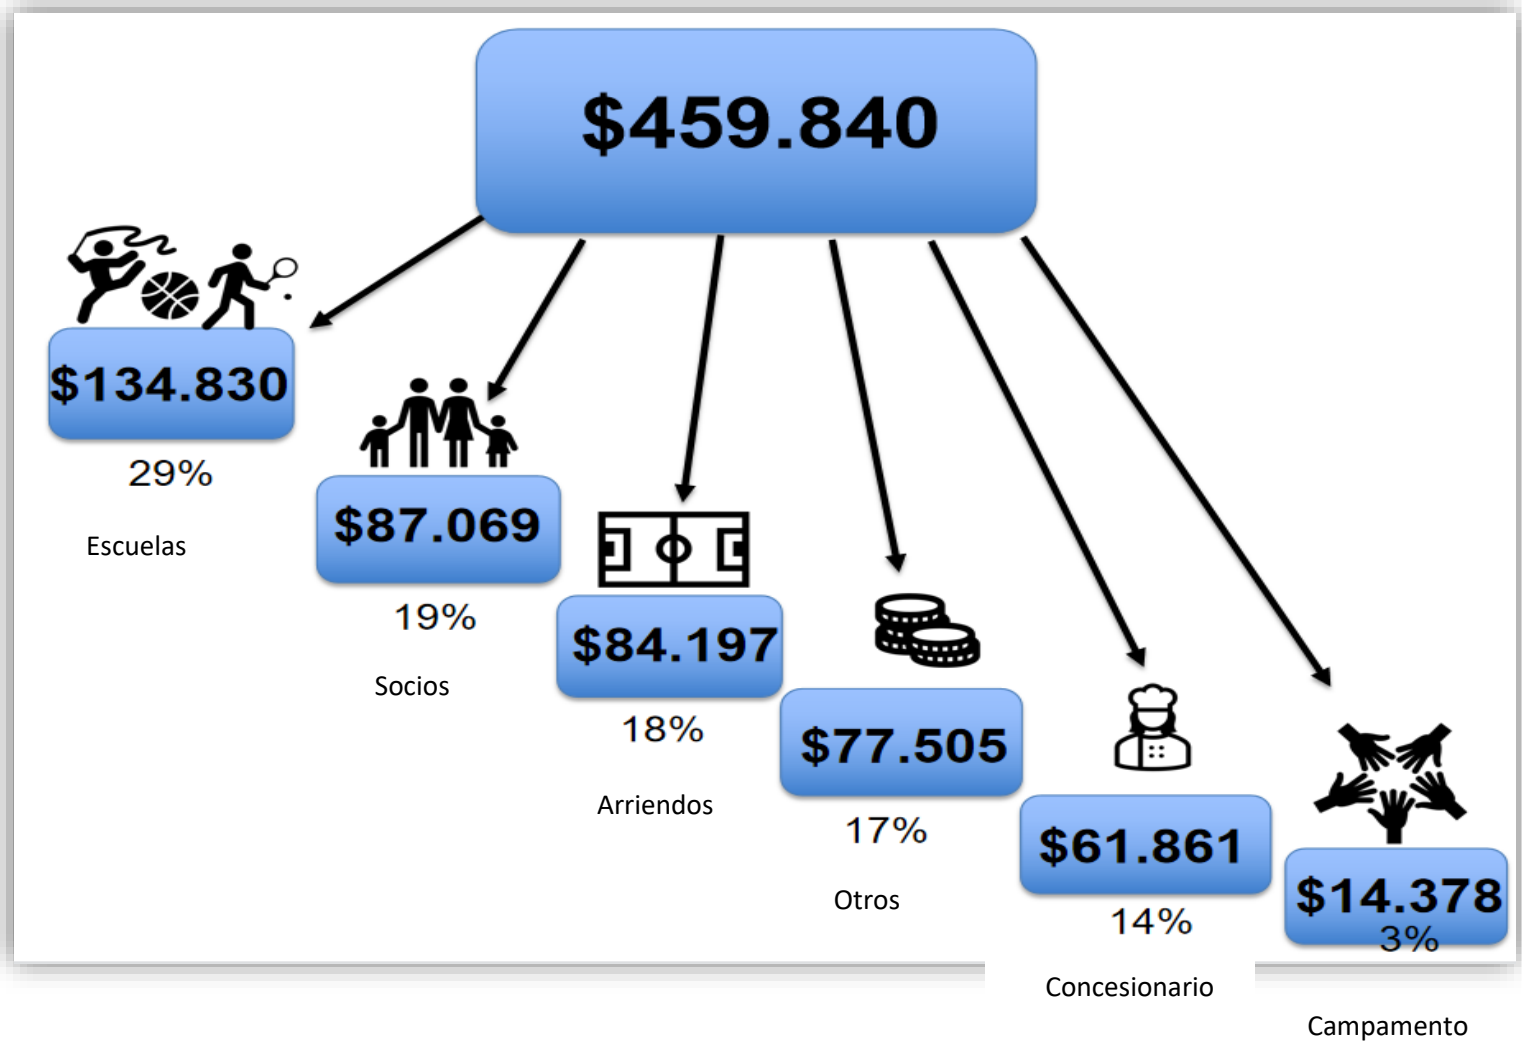 $459.840
$134.830
29%
Escuelas
$87.069
19%
Socios
$84.197
18%
Arriendos
$77.505
17%
Otros
$61.861
14%
Concesionario
$14.378
3%
Campamento